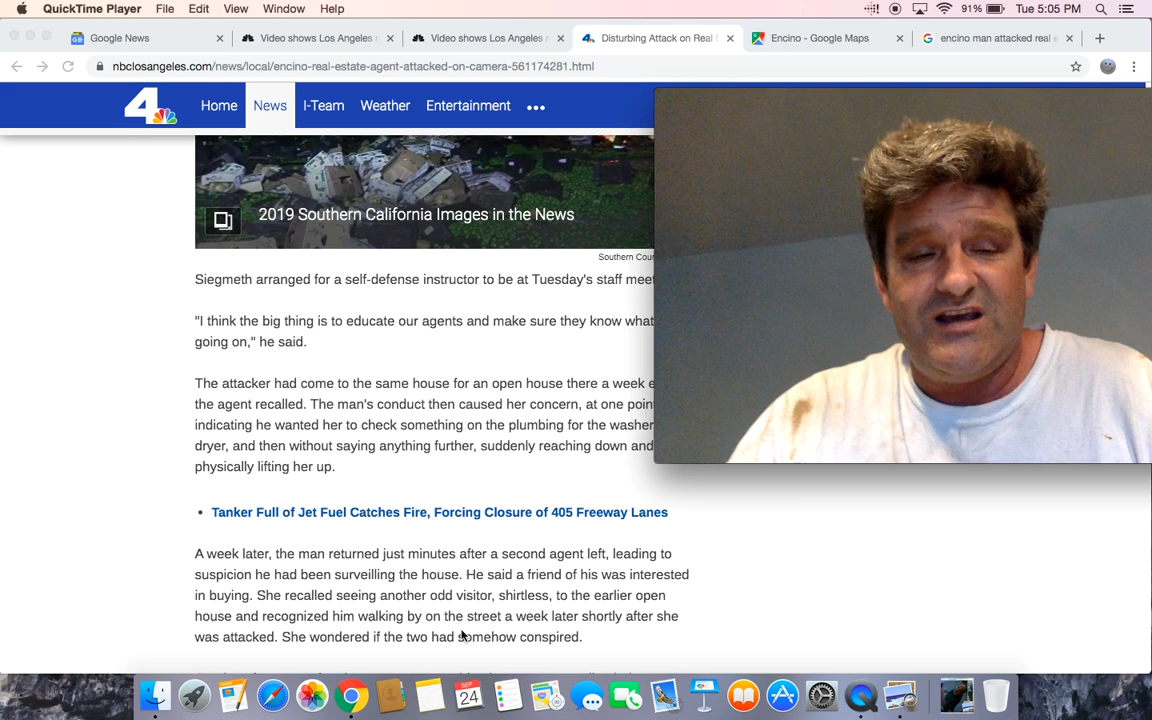 QuickTime Player File Edit View Window Help 91% Tue 5:05 PM
Google News
Video shows Los Angeles
Video shows Los Angeles
Disturbing Attack on Real
Encino - Google Maps
encino man attacked real
nbclosangeles.com/news/local/encino-real-estate-agent-attacked-on-camera-561174281.html
4 Home News I-Team Weather Entertainment
2019 Southern California Images in the News
Southern
Siegmeth arranged for a self-defense instructor to be at Tuesday's staff
"I think the big thing is to educate our agents and make sure they know what
going on," he said.
The attacker had come to the same house for an open house there a week
the agent recalled. The man's conduct then caused her concern, at one
indicating he wanted her to check something on the plumbing for the washer
dryer, and then without saying anything further, suddenly reaching down and
physically lifting her up.
• Tanker Full of Jet Fuel Catches Fire, Forcing Closure of 405 Freeway Lanes
A week later, the man returned just minutes after a second agent left, leading to
suspicion he had been surveilling the house. He said a friend of his was interested
in buying. She recalled seeing another odd visitor, shirtless, to the earlier open
house and recognized him walking by on the street a week later shortly after she
was attacked. She wondered if the two had somehow conspired.
SEP
24